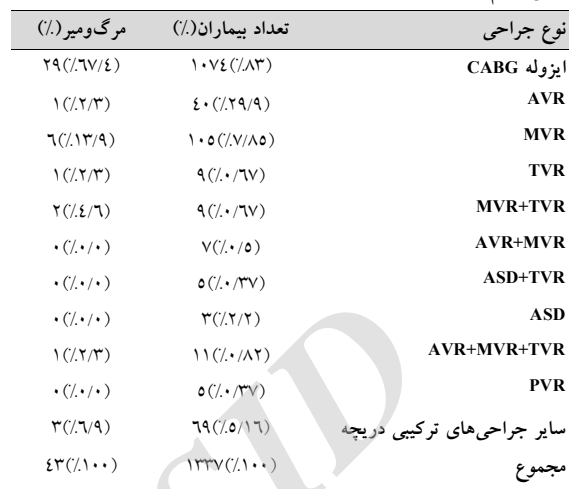 نوع جراحی تعداد بیماران(٪) مرگ‌ومیر(٪)
ایزوله CABG ۱۰۷۴(٪۸۳) ۲۹(٪۶۷/۴)
AVR ۴۰(٪۲۹/۹) ۱(٪۲/۳)
MVR ۱۰۵(٪۷/۸۵) ۶(٪۱۳/۹)
TVR ۹(٪۰/۶۷) ۱(٪۲/۳)
MVR+TVR ۹(٪۰/۶۷) ۲(٪۴/۶)
AVR+MVR ۷(٪۰/۵) ۰(٪۰/۰)
ASD+TVR ۵(٪۰/۳۷) ۰(٪۰/۰)
ASD ۳(٪۲/۲) ۰(٪۰/۰)
AVR+MVR+TVR ۱۱(٪۰/۸۲) ۱(٪۲/۳)
PVR ۵(٪۰/۳۷) ۰(٪۰/۰)
سایر جراحی‌های ترکیبی دریچه ۶۹(٪۵/۱۶) ۳(٪۶/۹)
مجموع ۱۳۳۷(٪۱۰۰) ۴۳(٪۱۰۰)
SID